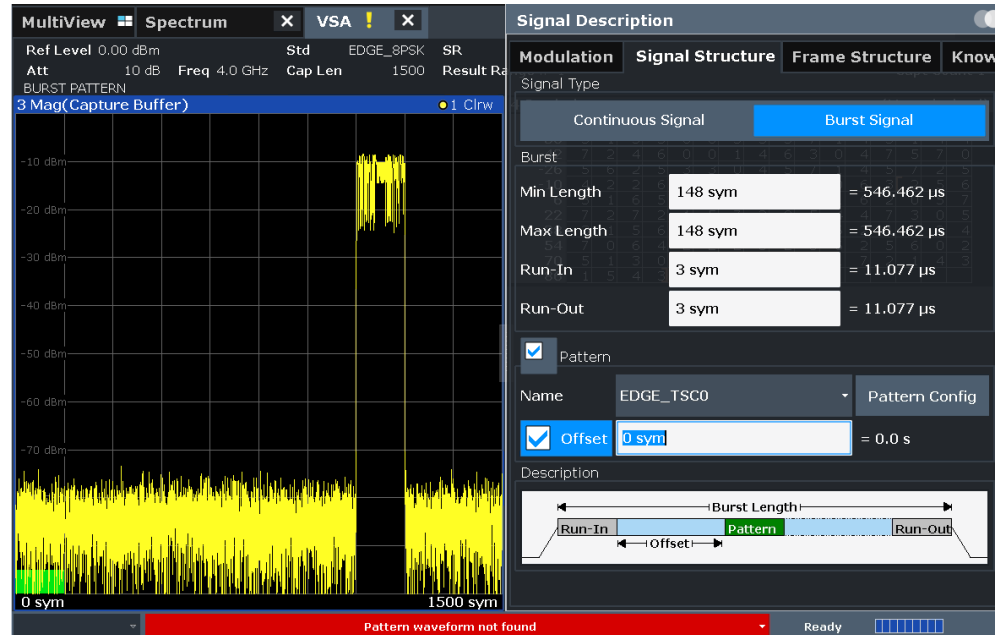 MultiView Spectrum X VSA ! X
Ref Level 0.00 dBm Std EDGE_8PSK SR
Att 10 dB Freq 4.0 GHz Cap Len 1500 Result Ra
BURST PATTERN
3 Mag(Capture Buffer) 1 Clrw
-10 dBm
-20 dBm
-30 dBm
-40 dBm
-50 dBm
-60 dBm
-70 dBm
0 sym 1500 sym
Signal Description
Modulation Signal Structure Frame Structure Know
Signal Type
Continuous Signal Burst Signal
Burst
Min Length 148 sym = 546.462 µs
Max Length 148 sym = 546.462 µs
Run-In 3 sym = 11.077 µs
Run-Out 3 sym = 11.077 µs
Pattern
Name EDGE_TSC0 Pattern Config
Offset 0 sym = 0.0 s
Description
Burst Length
Run-In Pattern Run-Out
Offset
Pattern waveform not found Ready